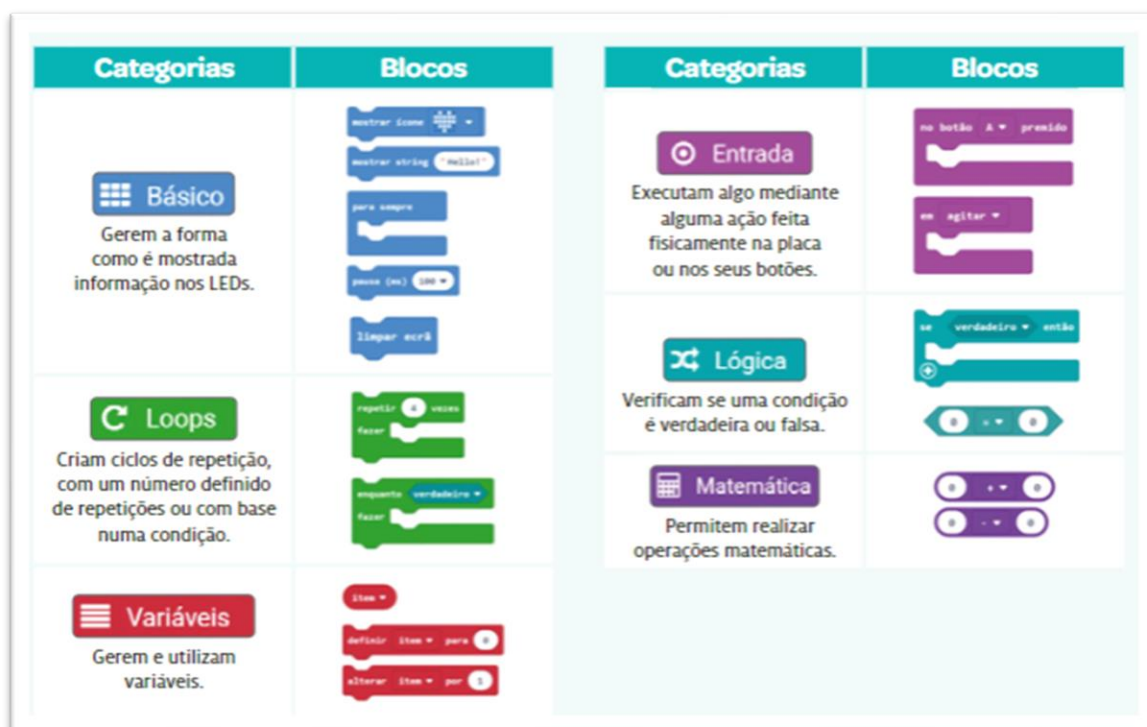 Categorias Blocos
Básico
Gerem a forma
como é mostrada
informação nos LEDs.
mostrar ícone
mostrar string "Hello!"
para sempre
pausa (ms) 100
limpar ecrã
Loops
Criam ciclos de repetição,
com um número definido
de repetições ou com base
numa condição.
repetir 4 vezes
fazer
enquanto verdadeiro
fazer
Variáveis
Gerem e utilizam
variáveis.
item
definir item para 0
alterar item por 1
Categorias Blocos
Entrada
Executam algo mediante
alguma ação feita
fisicamente na placa
ou nos seus botões.
no botão A premido
em agitar
Lógica
Verificam se uma condição
é verdadeira ou falsa.
se verdadeiro então
0 = 0
Matemática
Permitem realizar
operações matemáticas.
0 + 0
0 - 0